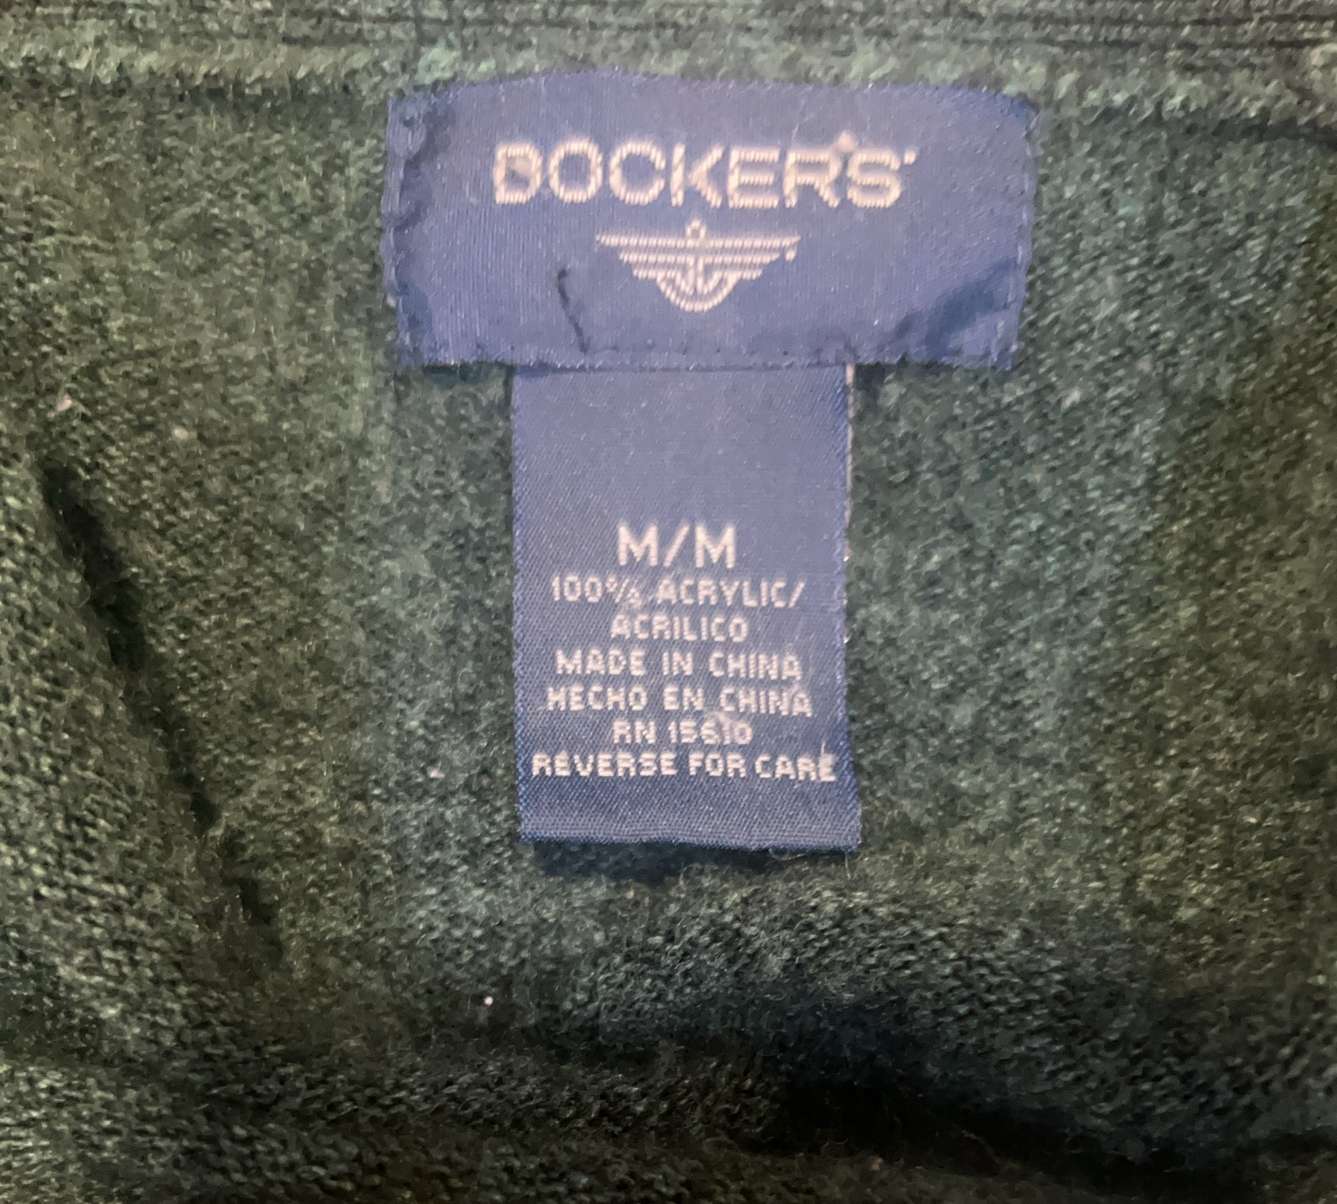 DOCKERS
M/M
100% ACRYLIC/
ACRILICO
MADE IN CHINA
HECHO EN CHINA
RN 15610
REVERSE FOR CARE